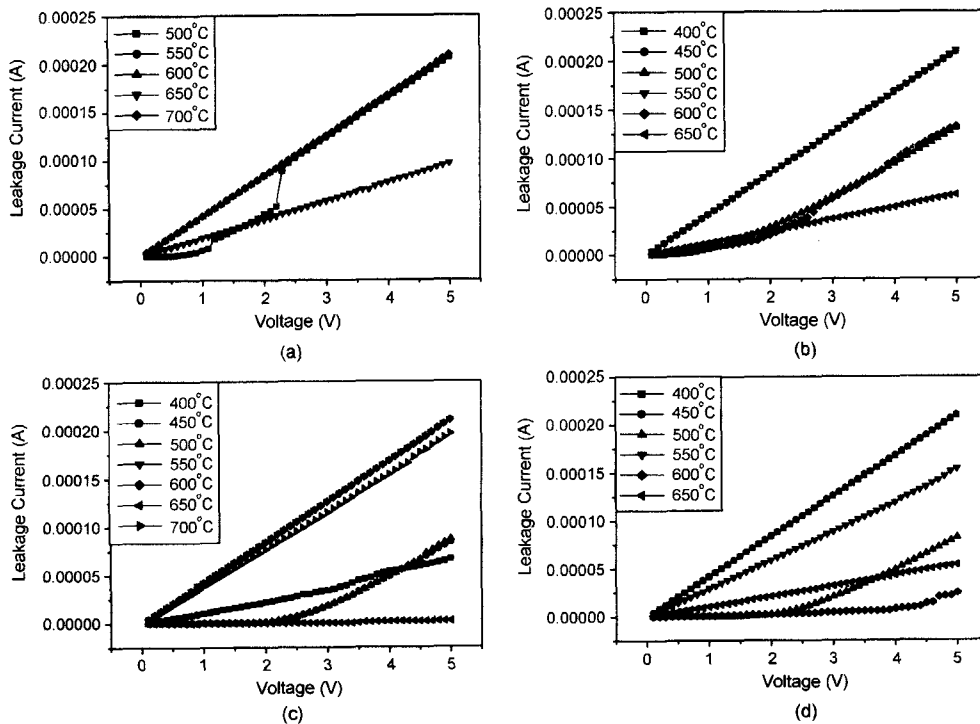 0.00025
0.00020
0.00015
0.00010
0.00005
0.00000
Leakage Current (A)
500°C
550°C
600°C
650°C
700°C
0 1 2 3 4 5
Voltage (V)
(a)
0.00025
0.00020
0.00015
0.00010
0.00005
0.00000
Leakage Current (A)
400°C
450°C
500°C
550°C
600°C
650°C
0 1 2 3 4 5
Voltage (V)
(b)
0.00025
0.00020
0.00015
0.00010
0.00005
0.00000
Leakage Current (A)
400°C
450°C
500°C
550°C
600°C
650°C
700°C
0 1 2 3 4 5
Voltage (V)
(c)
0.00025
0.00020
0.00015
0.00010
0.00005
0.00000
Leakage Current (A)
400°C
450°C
500°C
550°C
600°C
650°C
0 1 2 3 4 5
Voltage (V)
(d)